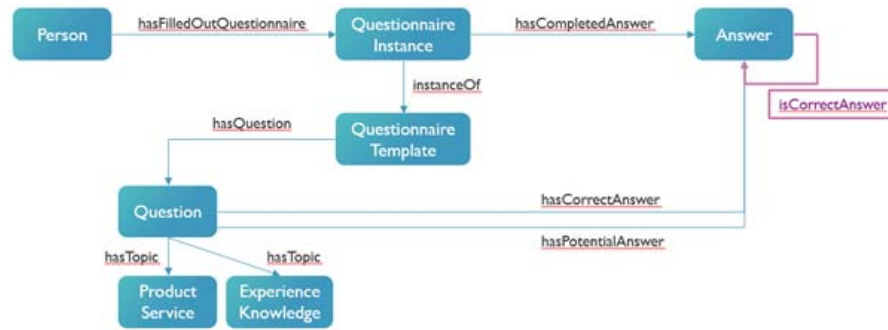 Person
hasFilledOutQuestionnaire
Questionnaire
Instance
hasCompletedAnswer
Answer
isCorrectAnswer
instanceOf
hasQuestion
Questionnaire
Template
Question
hasCorrectAnswer
hasPotentialAnswer
hasTopic
hasTopic
Product
Service
Experience
Knowledge